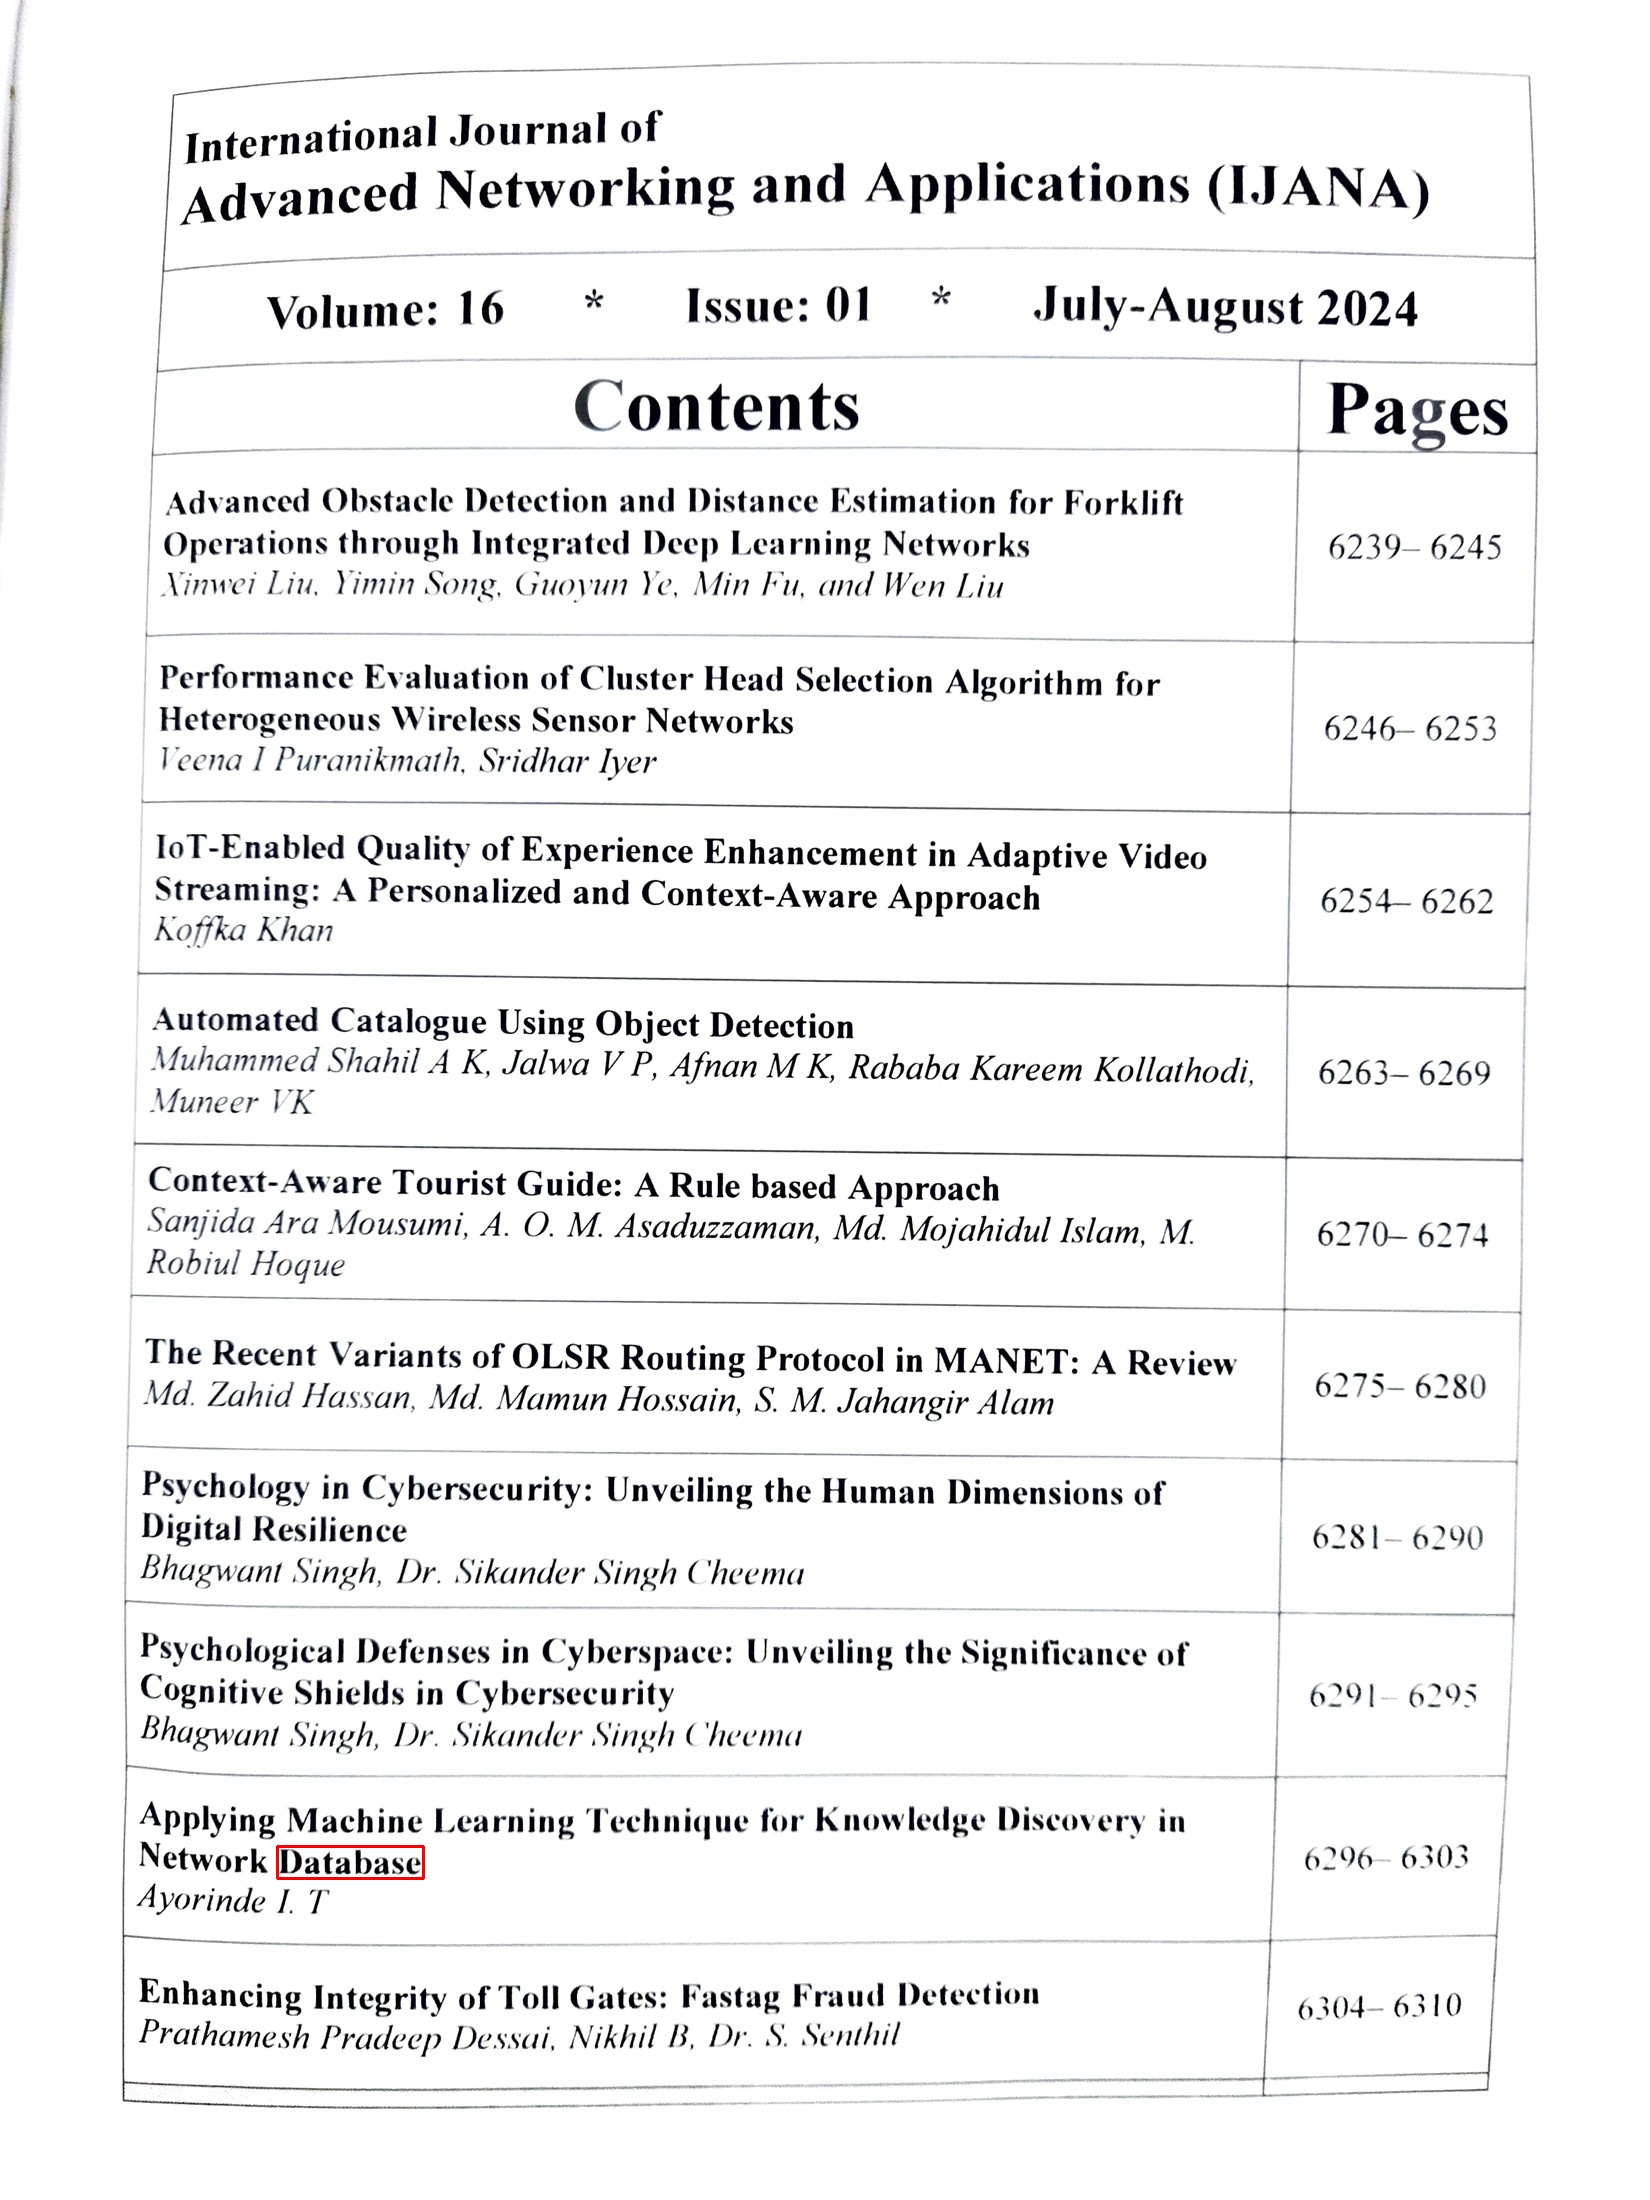 International Journal of
Advanced Networking and Applications (IJANA)
Volume: 16 * Issue: 01 * July-August 2024
Contents Pages
Advanced Obstacle Detection and Distance Estimation for Forklift
Operations through Integrated Deep Learning Networks
Xinwei Liu, Yimin Song, Guoyun Ye, Min Fu, and Wen Liu
6239– 6245
Performance Evaluation of Cluster Head Selection Algorithm for
Heterogeneous Wireless Sensor Networks
Veena I Puranikmath, Sridhar Iyer
6246– 6253
IoT-Enabled Quality of Experience Enhancement in Adaptive Video
Streaming: A Personalized and Context-Aware Approach
Koffka Khan
6254– 6262
Automated Catalogue Using Object Detection
Muhammed Shahil A K, Jalwa V P, Afnan M K, Rababa Kareem Kollathodi,
Muneer VK
6263– 6269
Context-Aware Tourist Guide: A Rule based Approach
Sanjida Ara Mousumi, A. O. M. Asaduzzaman, Md. Mojahidul Islam, M.
Robiul Hoque
6270– 6274
The Recent Variants of OLSR Routing Protocol in MANET: A Review
Md. Zahid Hassan, Md. Mamun Hossain, S. M. Jahangir Alam
6275– 6280
Psychology in Cybersecurity: Unveiling the Human Dimensions of
Digital Resilience
Bhagwant Singh, Dr. Sikander Singh Cheema
6281– 6290
Psychological Defenses in Cyberspace: Unveiling the Significance of
Cognitive Shields in Cybersecurity
Bhagwant Singh, Dr. Sikander Singh Cheema
6291– 6295
Applying Machine Learning Technique for Knowledge Discovery in
Network Database
Ayorinde I. T
6296– 6303
Enhancing Integrity of Toll Gates: Fastag Fraud Detection
Prathamesh Pradeep Dessai, Nikhil B, Dr. S. Senthil
6304– 6310